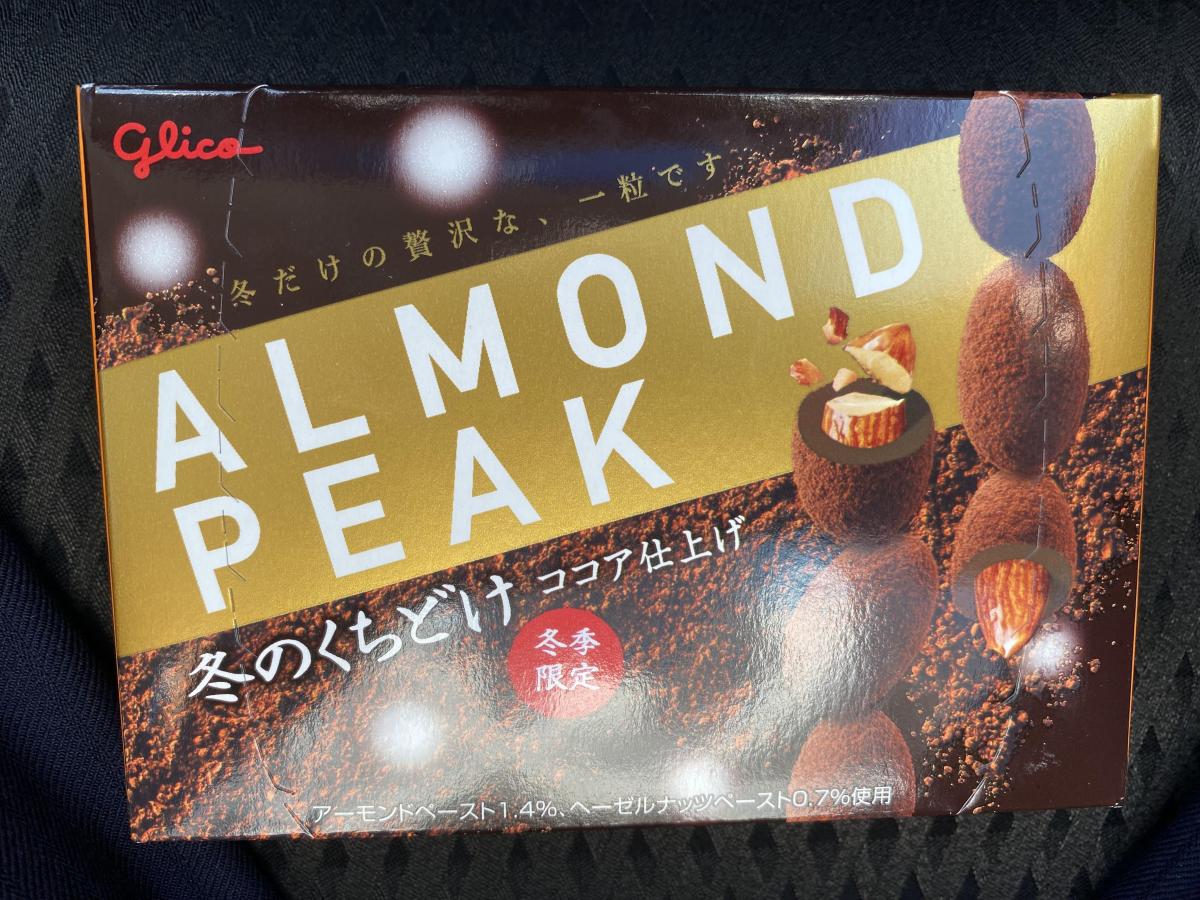 Glico
冬だけの贅沢な、一粒です
ALMOND
PEAK
冬のくちどけ ココア仕上げ
冬季
限定
アーモンドペースト1.4%、ヘーゼルナッツペースト0.7%使用